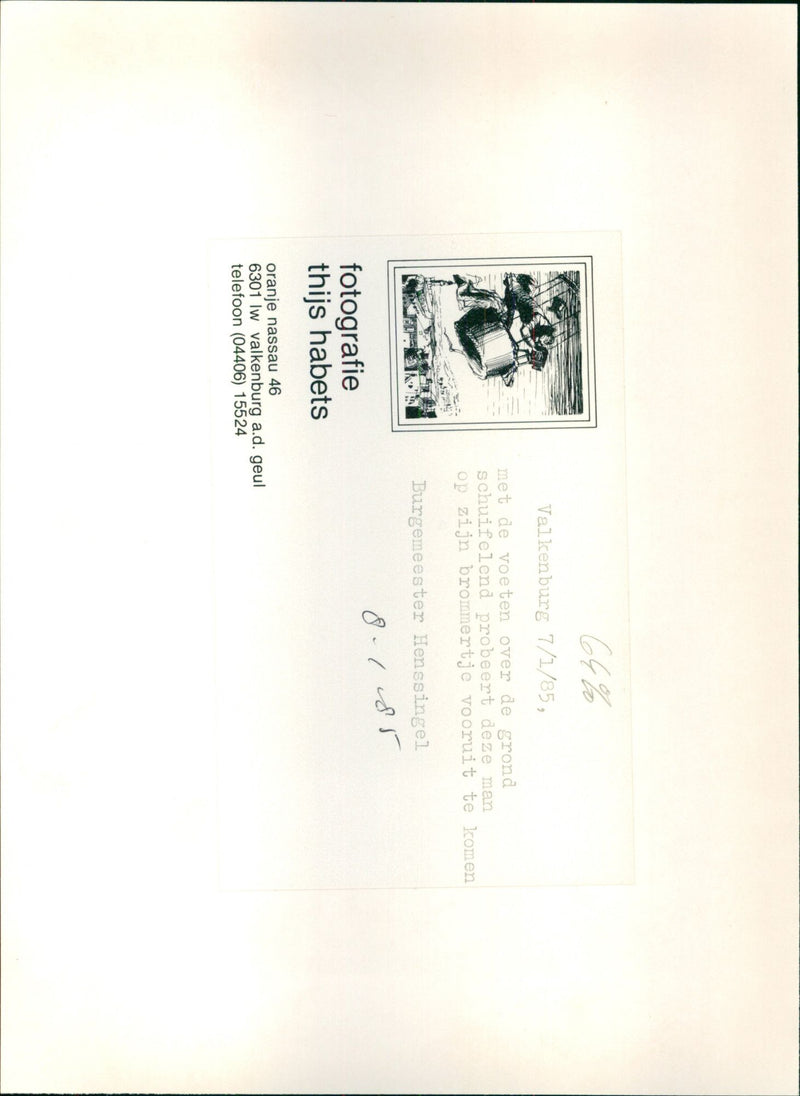 64%
Valkenburg 7/1/85,
met de voeten over de grond
schuifelend probeert deze man
op zijn brommertje vooruit te komen
Burgemeester Henssingel
8-1-85
fotografie
thijs habets
oranje nassau 46
6301 lw valkenburg a.d. geul
telefoon (04406) 15524